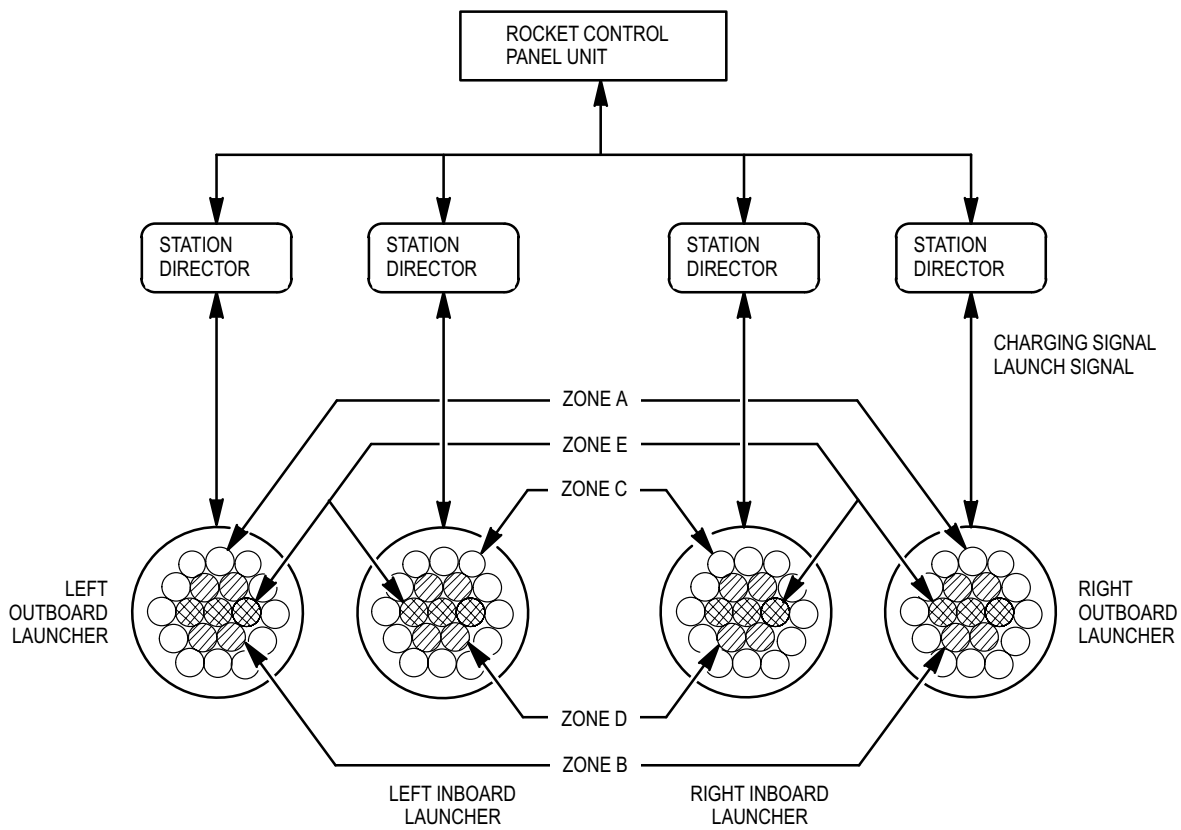 ROCKET CONTROL
PANEL UNIT
STATION
DIRECTOR
STATION
DIRECTOR
STATION
DIRECTOR
STATION
DIRECTOR
CHARGING SIGNAL
LAUNCH SIGNAL
ZONE A
ZONE E
ZONE C
LEFT
OUTBOARD
LAUNCHER
RIGHT
OUTBOARD
LAUNCHER
ZONE D
ZONE B
LEFT INBOARD
LAUNCHER
RIGHT INBOARD
LAUNCHER